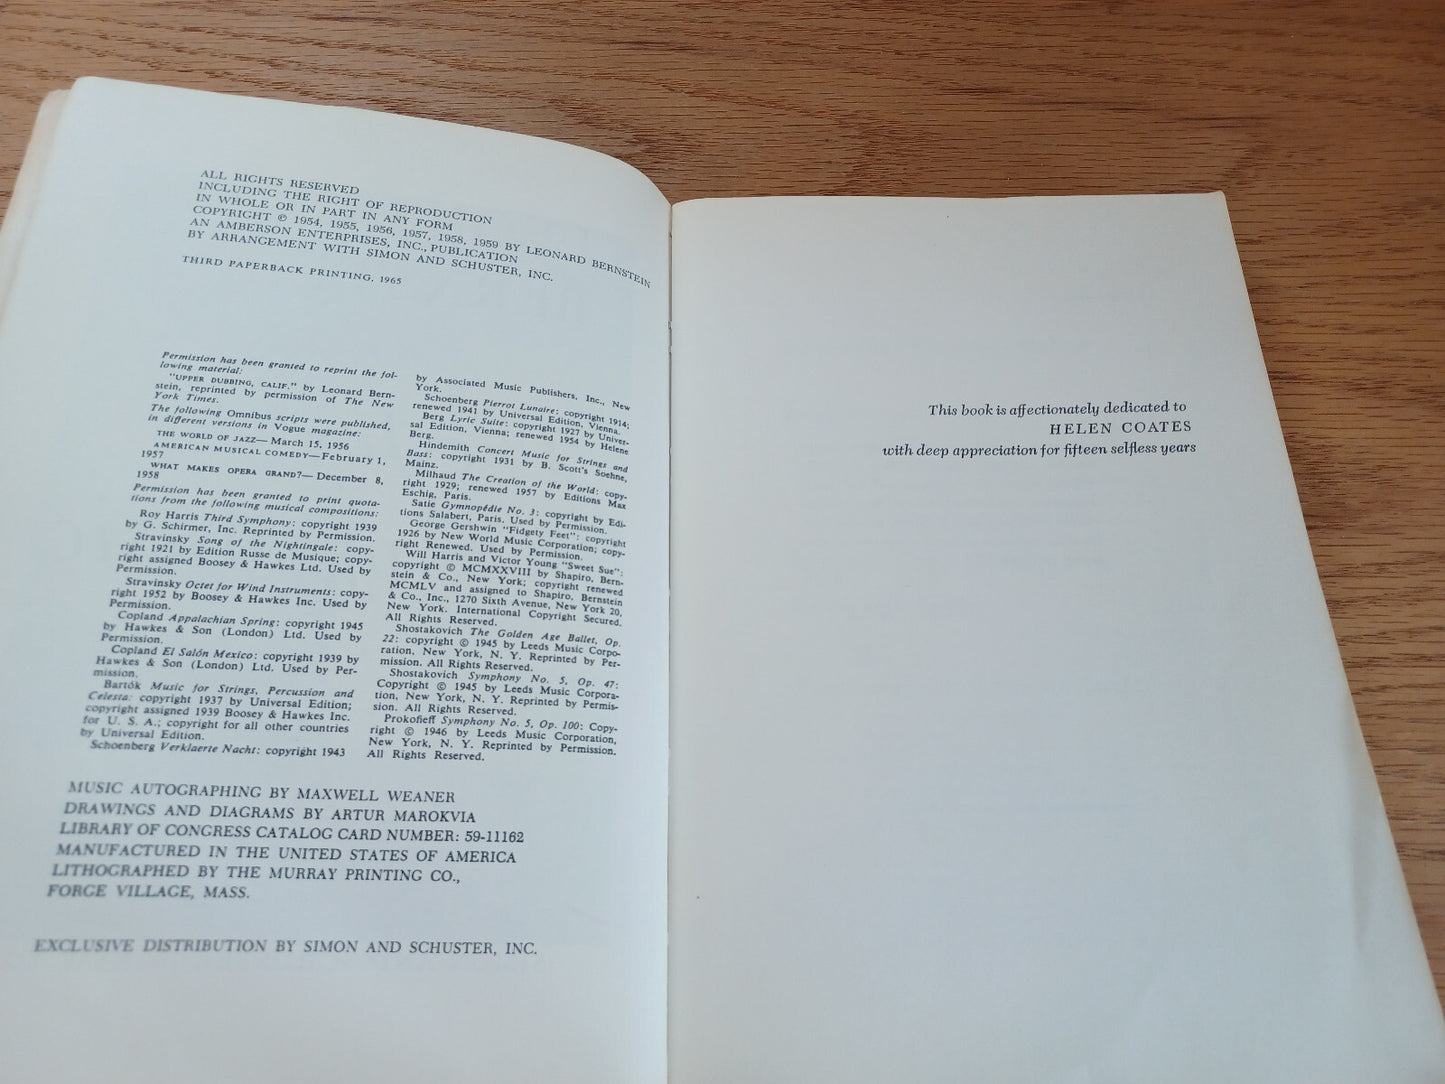 ALL RIGHTS RESERVED
INCLUDING THE RIGHT OF REPRODUCTION
IN WHOLE OR IN PART IN ANY FORM
COPYRIGHT © 1954, 1955, 1956, 1957, 1958, 1959 BY LEONARD BERNSTEIN
AN AMBERSON ENTERPRISES, INC., PUBLICATION
BY ARRANGEMENT WITH SIMON AND SCHUSTER, INC.
THIRD PAPERBACK PRINTING, 1965
Permission has been granted to reprint the fol-
lowing material:
"UPPER DUBBING, CALIF." by Leonard Bern-
stein, reprinted by permission of The New
York Times.
The following Omnibus scripts were published,
in different versions in Vogue magazine:
THE WORLD OF JAZZ—March 15, 1956
AMERICAN MUSICAL COMEDY—February 1,
1957
WHAT MAKES OPERA GRAND?—December 8,
1958
Permission has been granted to print quota-
tions from the following musical compositions:
Roy Harris Third Symphony: copyright 1939
by G. Schirmer, Inc. Reprinted by Permission.
Stravinsky Song of the Nightingale: copy-
right 1921 by Edition Russe de Musique; copy-
right assigned Boosey & Hawkes Ltd. Used by
Permission.
Stravinsky Octet for Wind Instruments: copy-
right 1952 by Boosey & Hawkes Inc. Used by
Permission.
Copland Appalachian Spring: copyright 1945
by Hawkes & Son (London) Ltd. Used by
Permission.
Copland El Salón Mexico: copyright 1939 by
Hawkes & Son (London) Ltd. Used by Per-
mission.
Bartók Music for Strings, Percussion and
Celesta: copyright 1937 by Universal Edition;
copyright assigned 1939 Boosey & Hawkes Inc.
for U. S. A.; copyright for all other countries
by Universal Edition.
Schoenberg Verklaerte Nacht: copyright 1943
by Associated Music Publishers, Inc., New
York.
Schoenberg Pierrot Lunaire: copyright 1914;
renewed 1941 by Universal Edition, Vienna.
Berg Lyric Suite: copyright 1927 by Univer-
sal Edition, Vienna; renewed 1954 by Helene
Berg.
Hindemith Concert Music for Strings and
Bass: copyright 1931 by B. Scott's Soehne,
Mainz.
Milhaud The Creation of the World: copy-
right 1929; renewed 1957 by Editions Max
Eschig, Paris.
Satie Gymnopédie No. 3: copyright by Edi-
tions Salabert, Paris. Used by Permission.
George Gershwin "Fidgety Feet": copyright
1926 by New World Music Corporation; copy-
right Renewed. Used by Permission.
Will Harris and Victor Young "Sweet Sue":
copyright © MCMXXVIII by Shapiro, Bern-
stein & Co., New York; copyright renewed
MCMLV and assigned to Shapiro, Bernstein
& Co., Inc., 1270 Sixth Avenue, New York 20,
New York. International Copyright Secured.
All Rights Reserved.
Shostakovich The Golden Age Ballet, Op.
22: copyright © 1945 by Leeds Music Corpo-
ration, New York, N. Y. Reprinted by Per-
mission. All Rights Reserved.
Shostakovich Symphony No. 5, Op. 47:
Copyright © 1945 by Leeds Music Corpora-
tion, New York, N. Y. Reprinted by Permis-
sion. All Rights Reserved.
Prokofieff Symphony No. 5, Op. 100: Copy-
right © 1946 by Leeds Music Corporation,
New York, N. Y. Reprinted by Permission.
All Rights Reserved.
MUSIC AUTOGRAPHING BY MAXWELL WEANER
DRAWINGS AND DIAGRAMS BY ARTUR MAROKVIA
LIBRARY OF CONGRESS CATALOG CARD NUMBER: 59-11162
MANUFACTURED IN THE UNITED STATES OF AMERICA
LITHOGRAPHED BY THE MURRAY PRINTING CO.,
FORGE VILLAGE, MASS.
EXCLUSIVE DISTRIBUTION BY SIMON AND SCHUSTER, INC.
This book is affectionately dedicated to
HELEN COATES
with deep appreciation for fifteen selfless years